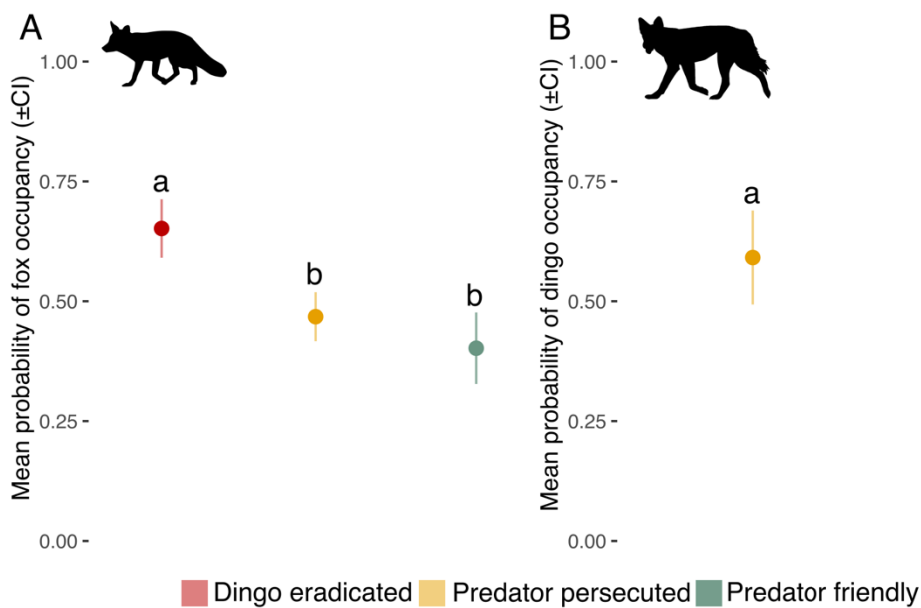 A
Mean probability of fox occupancy (±CI)
1.00
0.75
0.50
0.25
0.00
a
b
b
B
Mean probability of dingo occupancy (±CI)
1.00
0.75
0.50
0.25
0.00
a
Dingo eradicated Predator persecuted Predator friendly